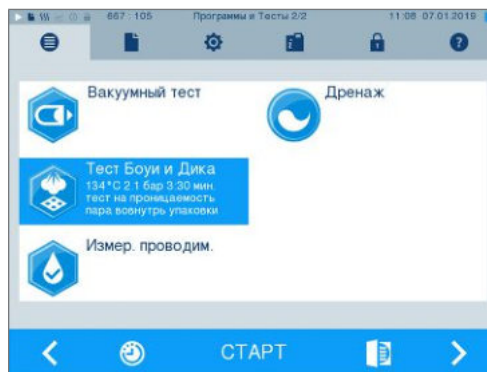 667 : 105 Программы и Тесты 2/2 11:08 07.01.2019
Вакуумный тест
Дренаж
Тест Боуи и Дика
134°C 2.1 бар 3:30 мин.
тест на проницаемость
пара вовнутрь упаковки
Измер. проводим.
СТАРТ